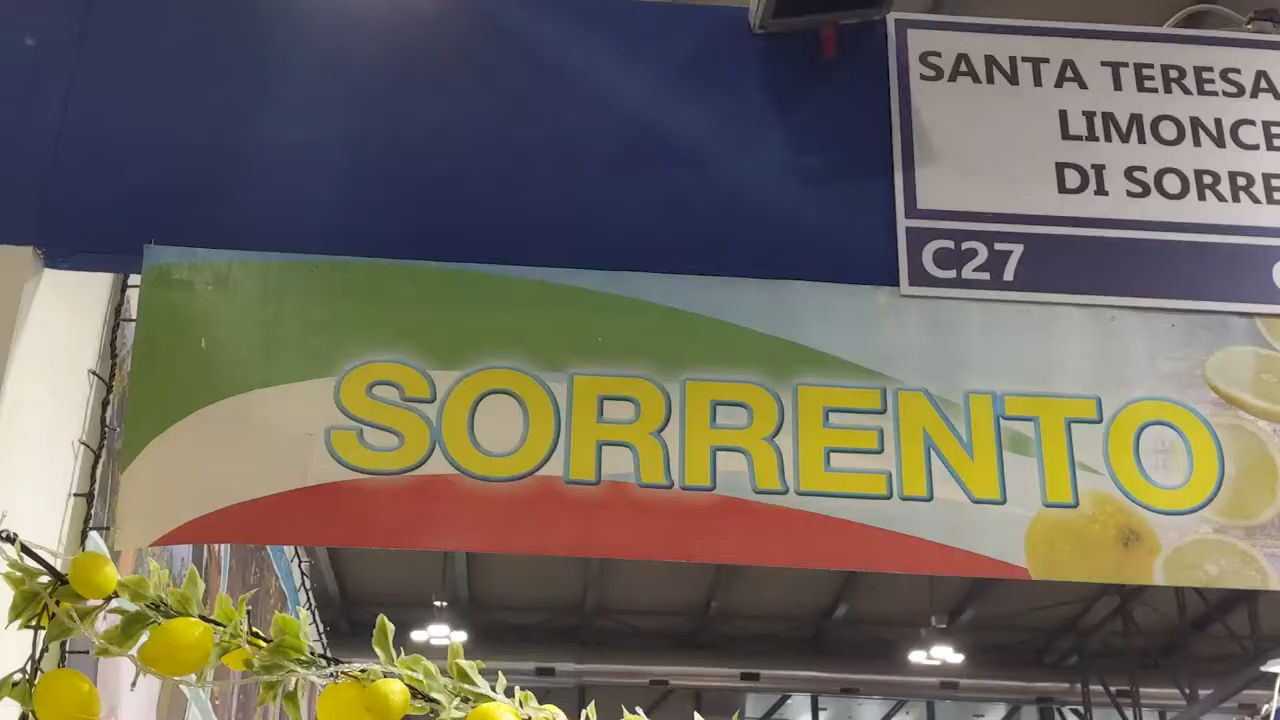 SANTA TERESA
LIMONCE
DI SORRE
C27
SORRENTO